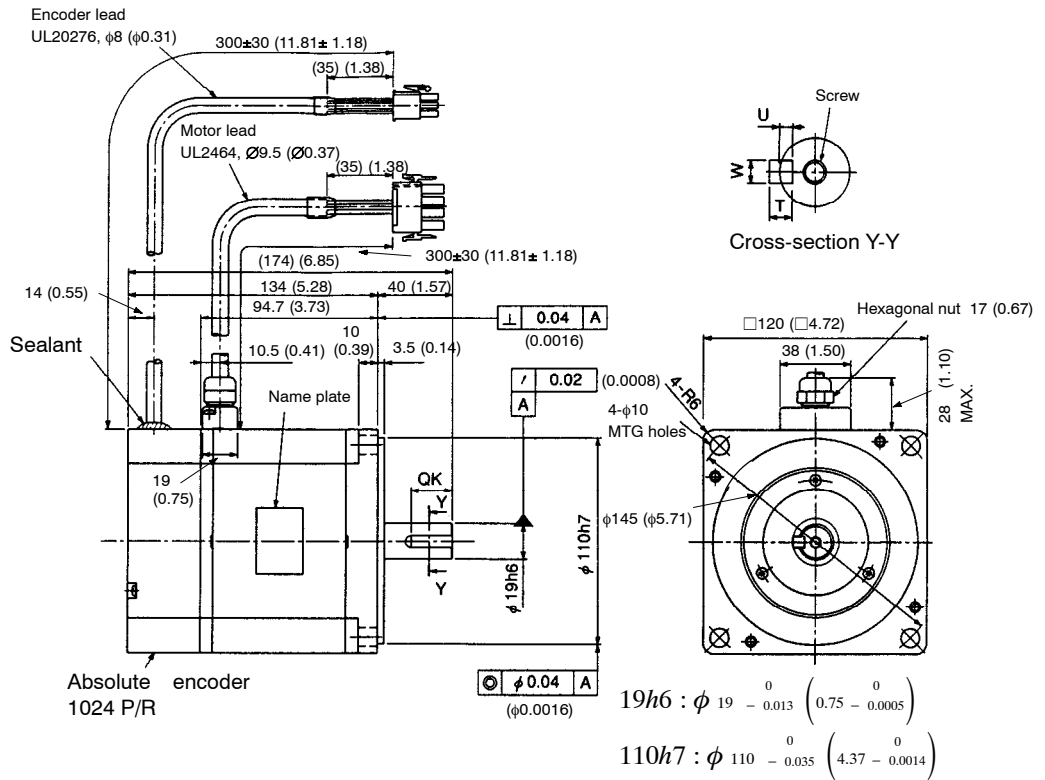 Encoder lead
UL20276, ϕ8 (ϕ0.31)
300±30 (11.81± 1.18)
(35) (1.38)
Motor lead
UL2464, Ø9.5 (Ø0.37)
(35) (1.38)
300±30 (11.81± 1.18)
(174) (6.85)
134 (5.28)
40 (1.57)
14 (0.55)
94.7 (3.73)
⊥ 0.04 A
(0.0016)
10
(0.39)
10.5 (0.41)
3.5 (0.14)
Sealant
Name plate
↗ 0.02 (0.0008)
A
19
(0.75)
QK
Y
Y
ϕ 19h6
ϕ 110h7
Absolute encoder
1024 P/R
◎ ϕ 0.04 A
(ϕ0.0016)
Screw
U
W
T
Cross-section Y-Y
Hexagonal nut 17 (0.67)
□120 (□4.72)
38 (1.50)
28 (1.10)
MAX.
4-R6
4-ϕ10
MTG holes
ϕ145 (ϕ5.71)
19h6 : ϕ 19 0 – 0.013 (0.75 0 – 0.0005)
110h7 : ϕ 110 0 – 0.035 (4.37 0 – 0.0014)